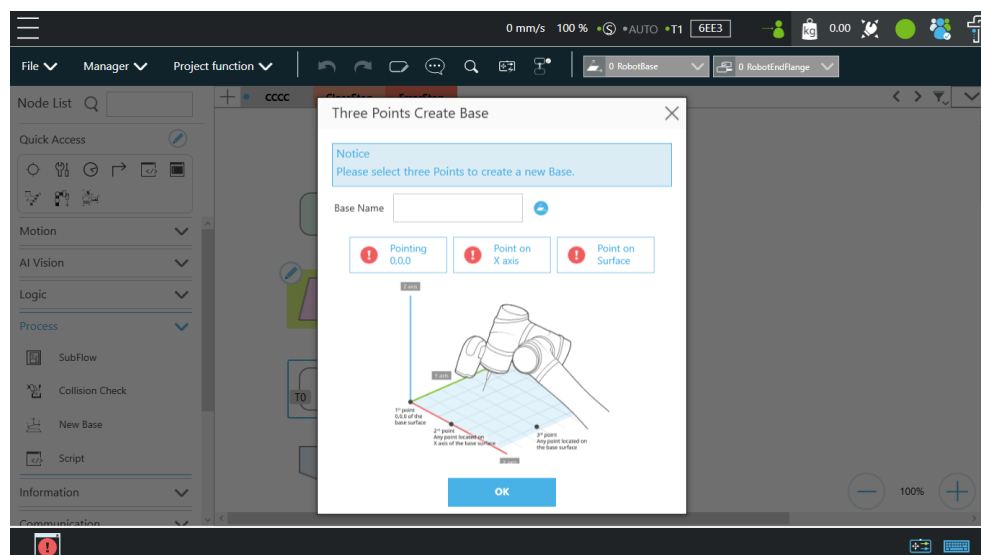 0 mm/s 100 % S AUTO T1 6EE3 kg 0.00
File Manager Project function 0 RobotBase 0 RobotEndFlange
Node List
cccc
Three Points Create Base
Quick Access
Notice
Please select three Points to create a new Base.
Base Name
Motion
AI Vision
Logic
Process
SubFlow
Collision Check
New Base
Script
Information
Communication
Pointing
0,0,0
Point on
X axis
Point on
Surface
Z axis
Y axis
1st point
0,0,0 of the
base surface
2nd point
Any point located on
X axis of the base surface
3rd point
Any point located on
the base surface
X axis
T0
OK
100%